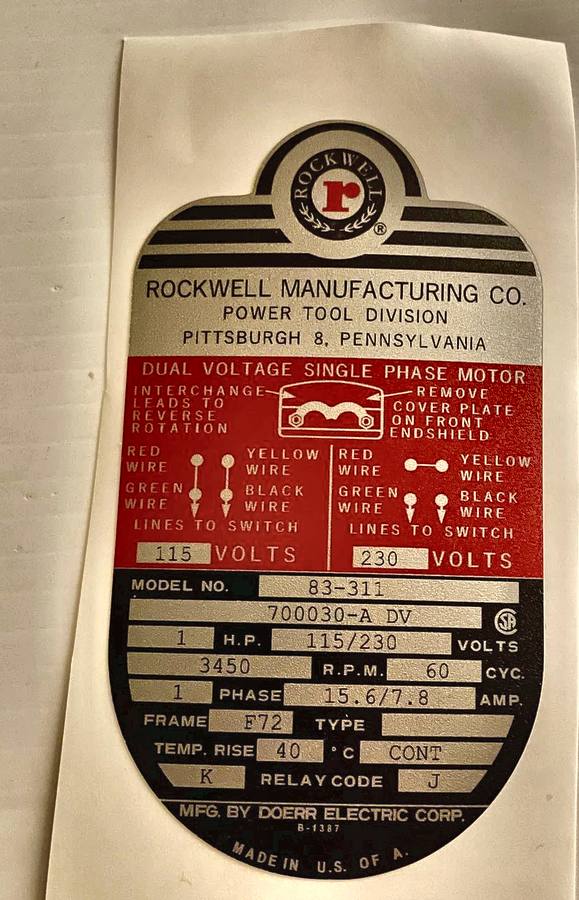 ROCKWELL
r
®
ROCKWELL MANUFACTURING CO.
POWER TOOL DIVISION
PITTSBURGH 8, PENNSYLVANIA
DUAL VOLTAGE SINGLE PHASE MOTOR
INTERCHANGE
LEADS TO
REVERSE
ROTATION
REMOVE
COVER PLATE
ON FRONT
ENDSHIELD
RED
WIRE
YELLOW
WIRE
GREEN
WIRE
BLACK
WIRE
LINES TO SWITCH
115 VOLTS
RED
WIRE
YELLOW
WIRE
GREEN
WIRE
BLACK
WIRE
LINES TO SWITCH
230 VOLTS
MODEL NO. 83-311
700030-A DV
SA
1 H.P. 115/230 VOLTS
3450 R.P.M. 60 CYC.
1 PHASE 15.6/7.8 AMP.
FRAME F72 TYPE
TEMP. RISE 40 °C CONT
K RELAY CODE J
MFG. BY DOERR ELECTRIC CORP.
B-1387
MADE IN U.S. OF A.